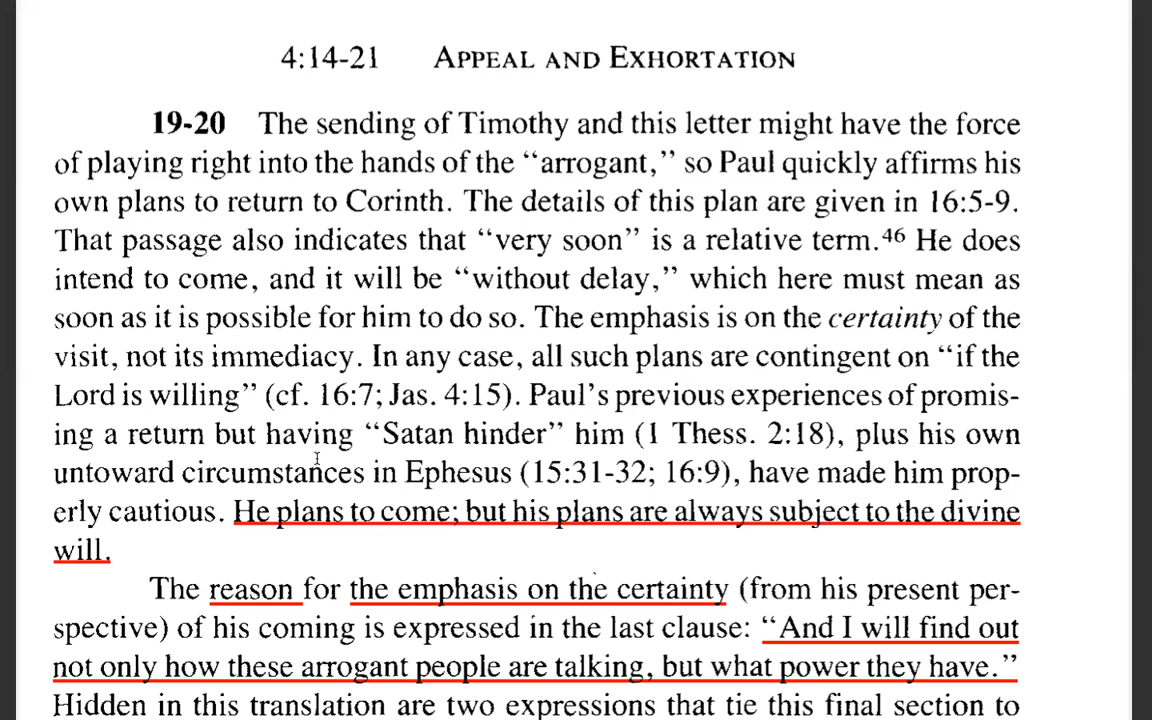 4:14-21 APPEAL AND EXHORTATION
19-20 The sending of Timothy and this letter might have the force
of playing right into the hands of the “arrogant,” so Paul quickly affirms his
own plans to return to Corinth. The details of this plan are given in 16:5-9.
That passage also indicates that “very soon” is a relative term.46 He does
intend to come, and it will be “without delay,” which here must mean as
soon as it is possible for him to do so. The emphasis is on the certainty of the
visit, not its immediacy. In any case, all such plans are contingent on “if the
Lord is willing” (cf. 16:7; Jas. 4:15). Paul’s previous experiences of promis-
ing a return but having “Satan hinder” him (1 Thess. 2:18), plus his own
untoward circumstances in Ephesus (15:31-32; 16:9), have made him prop-
erly cautious. He plans to come; but his plans are always subject to the divine
will.
The reason for the emphasis on the certainty (from his present per-
spective) of his coming is expressed in the last clause: “And I will find out
not only how these arrogant people are talking, but what power they have.”
Hidden in this translation are two expressions that tie this final section to